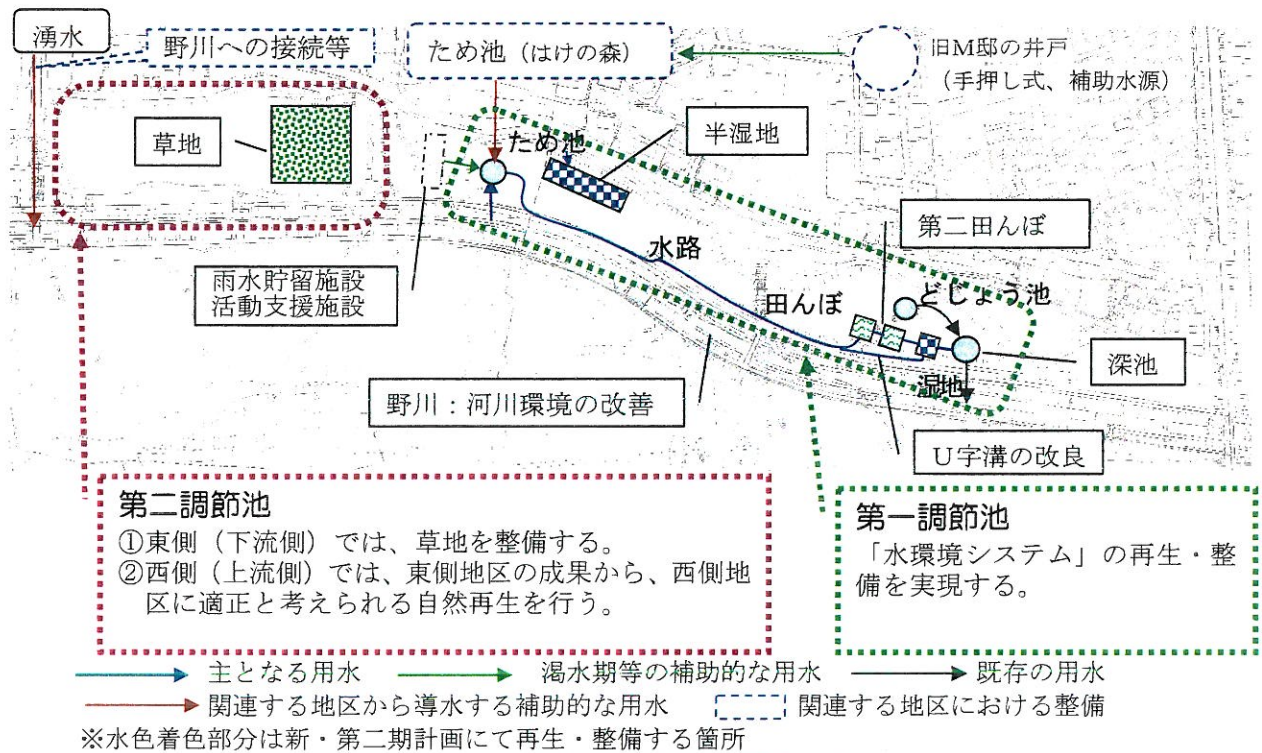 湧水
野川への接続等
ため池（はけの森）
旧M邸の井戸
（手押し式、補助水源）
草地
ため池
半湿地
第二田んぼ
水路
雨水貯留施設
活動支援施設
田んぼ
どじょう池
深池
野川：河川環境の改善
湿地
U字溝の改良
第二調節池
①東側（下流側）では、草地を整備する。
②西側（上流側）では、東側地区の成果から、西側地
区に適正と考えられる自然再生を行う。
第一調節池
「水環境システム」の再生・整
備を実現する。
主となる用水
渇水期等の補助的な用水
既存の用水
関連する地区から導水する補助的な用水
関連する地区における整備
※水色着色部分は新・第二期計画にて再生・整備する箇所